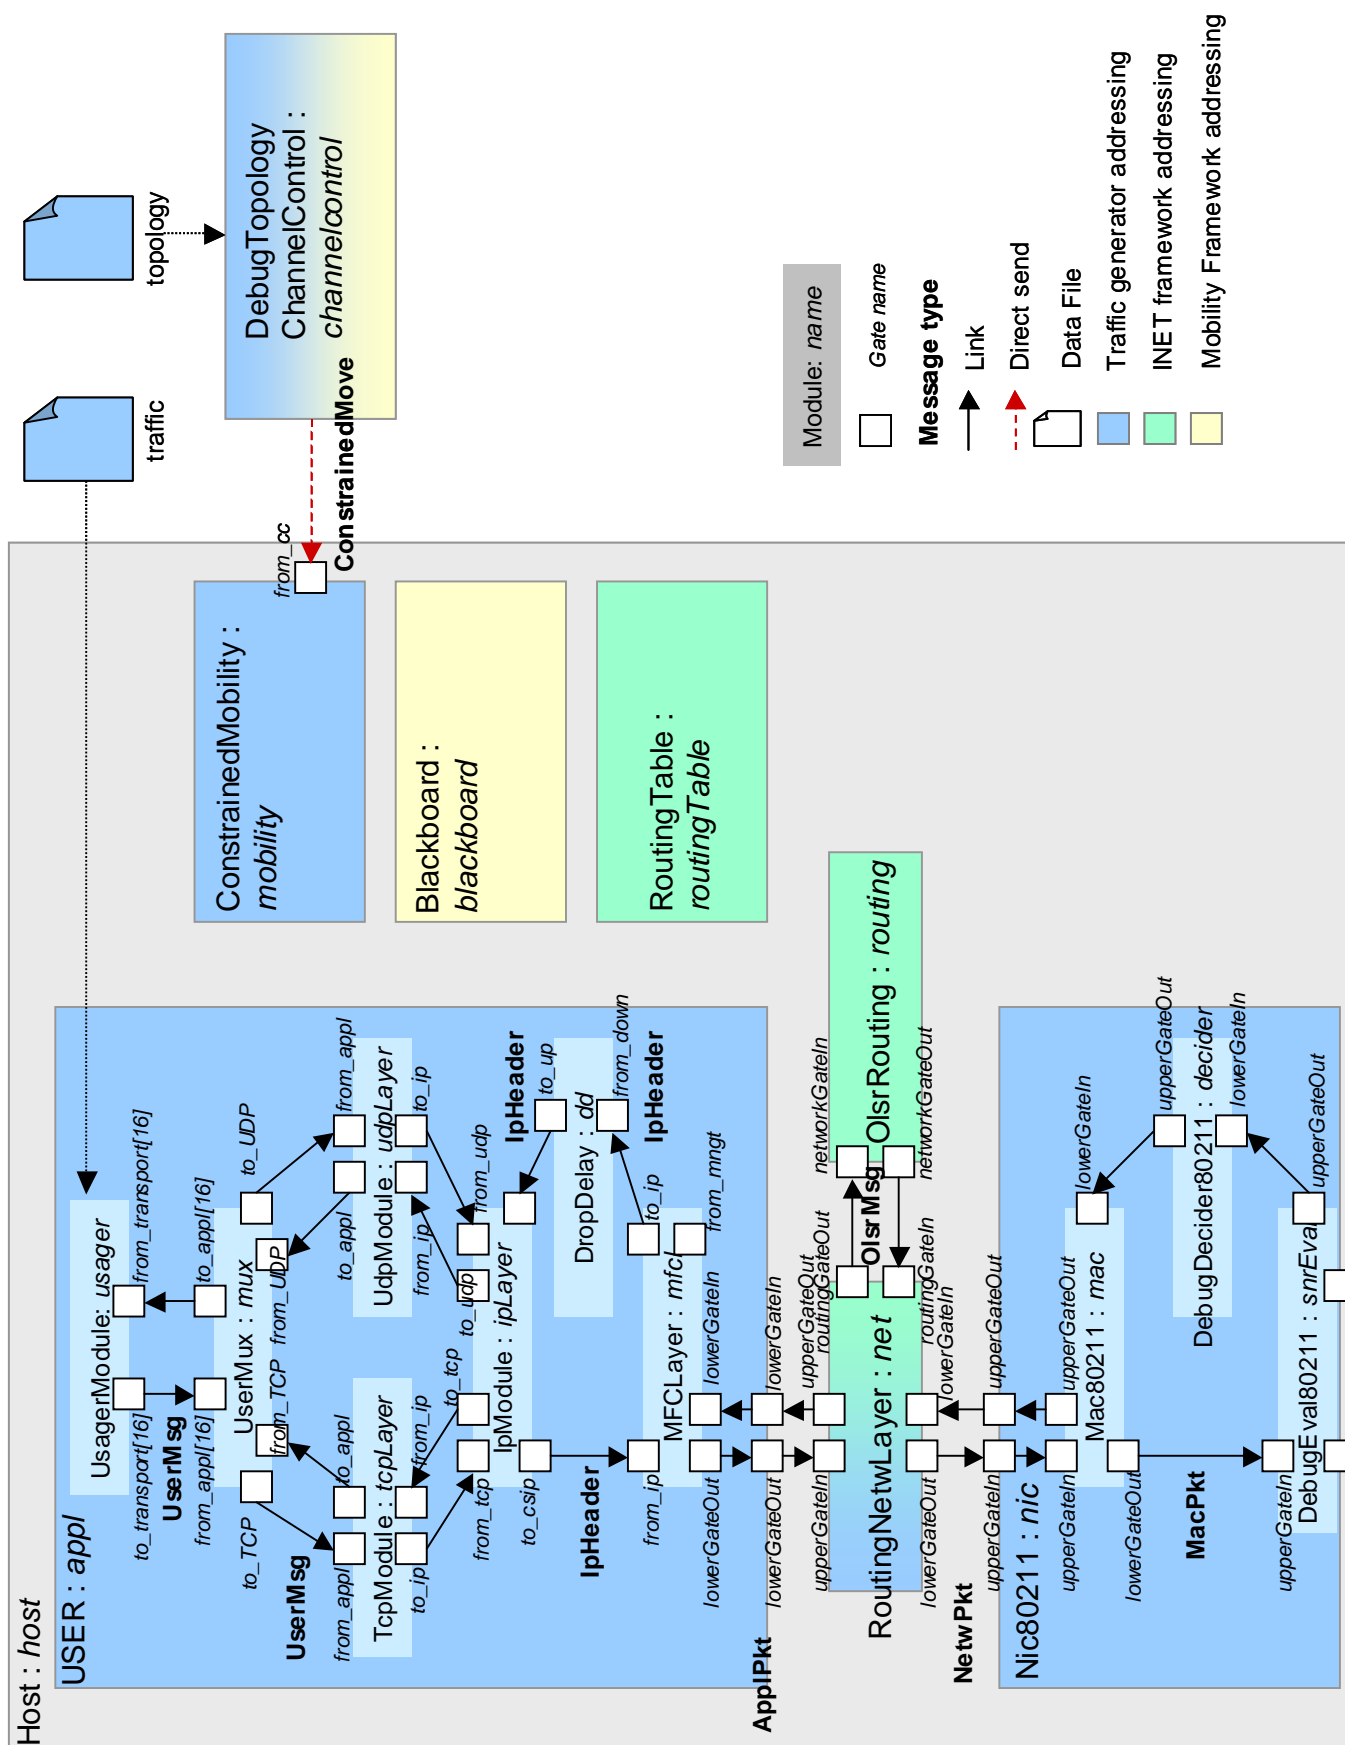 Host : host
USER : appl
UsagerModule: usager
to_transport[16]
from_transport[16]
UserMsg
from_appl[16]
to_appl[16]
UserMux : mux
to_TCP
from_TCP
from_UDP
to_UDP
UserMsg
from_appl
to_appl
to_appl
from_appl
TcpModule : tcpLayer
UdpModule : udpLayer
to_ip
from_ip
from_ip
to_ip
from_tcp
to_tcp
to_udp
from_udp
IpModule : ipLayer
to_csip
IpHeader
to_up
DropDelay : dd
from_down
IpHeader
IpHeader
from_ip
to_ip
from_mngt
MFCLayer : mfcl
lowerGateOut
lowerGateIn
lowerGateOut
lowerGateIn
ApplPkt
upperGateIn
upperGateOut
routingGateOut
networkGateIn
RoutingNetwLayer : net
OlsrMsg
OlsrRouting : routing
routingGateIn
networkGateOut
lowerGateOut
lowerGateIn
NetwPkt
upperGateIn
upperGateOut
Nic80211 : nic
upperGateIn
upperGateOut
lowerGateIn
Mac80211 : mac
lowerGateOut
upperGateOut
DebugDecider80211 : decider
lowerGateIn
MacPkt
upperGateIn
upperGateOut
DebugEval80211 : snrEval
ConstrainedMobility :
mobility
from_cc
ConstrainedMove
Blackboard :
blackboard
RoutingTable :
routingTable
traffic
topology
DebugTopology
ChannelControl :
channelcontrol
Module: name
Gate name
Message type
Link
Direct send
Data File
Traffic generator addressing
INET framework addressing
Mobility Framework addressing